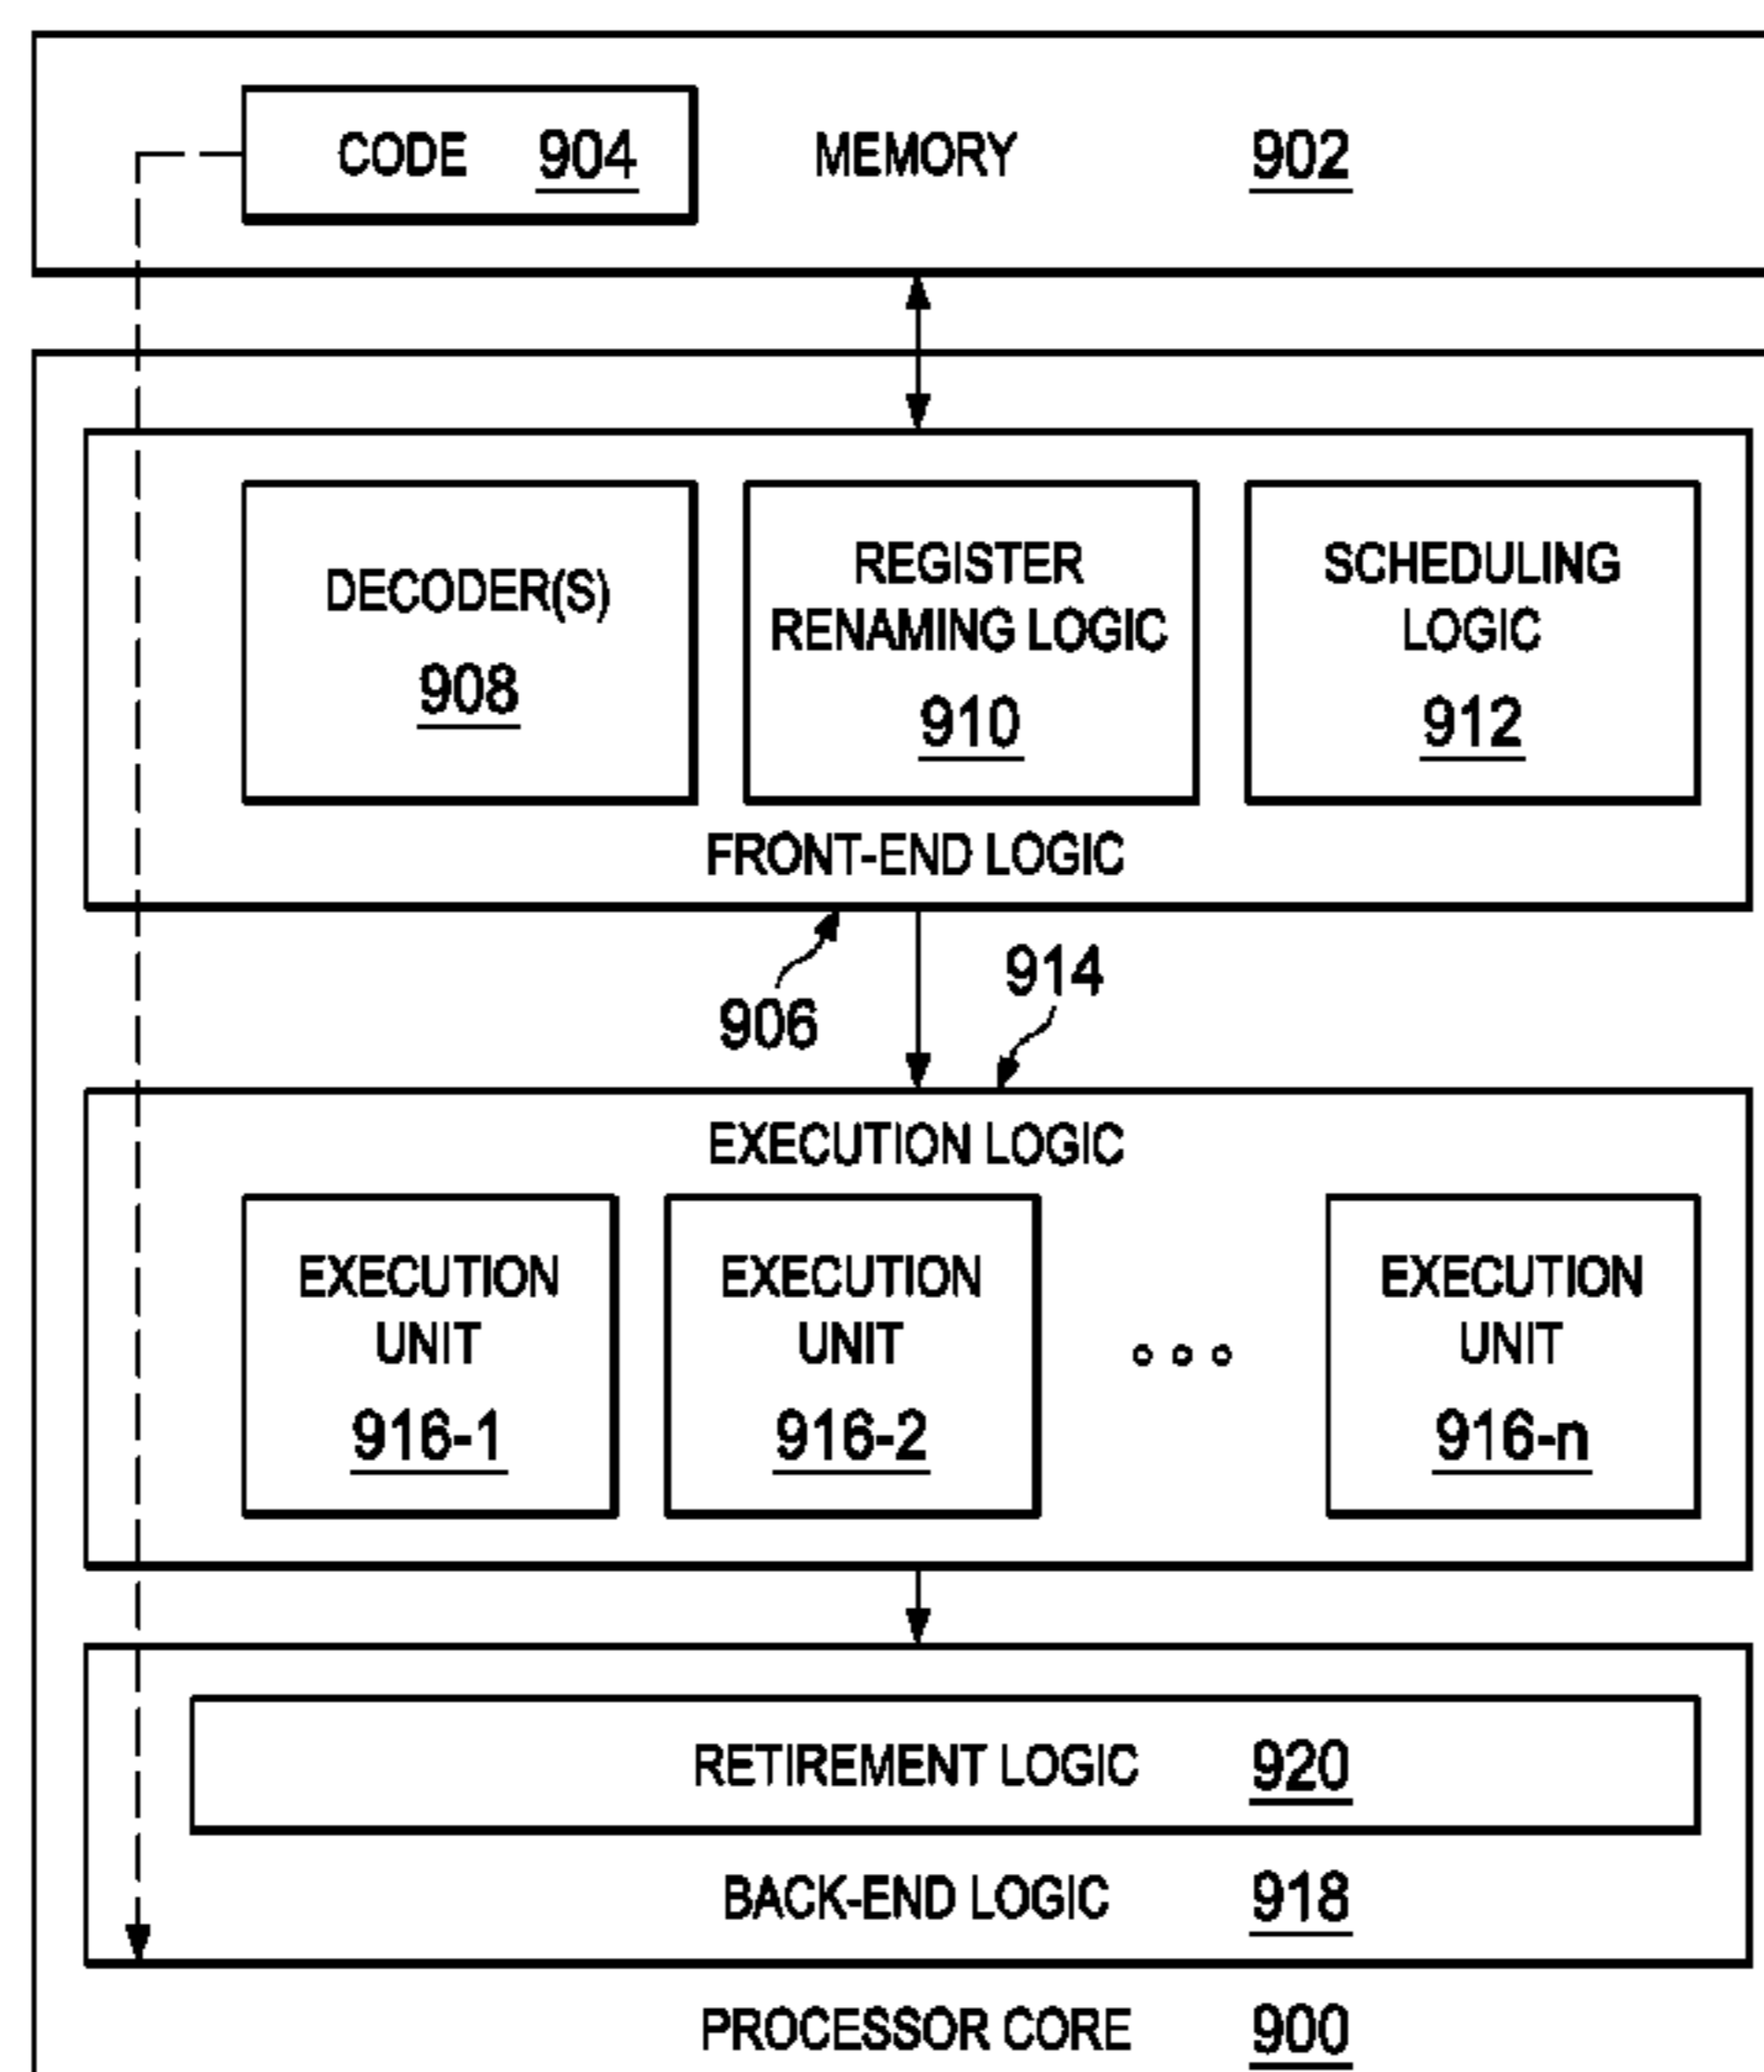 CODE 904 MEMORY 902
DECODER(S)
908
REGISTER
RENAMING LOGIC
910
SCHEDULING
LOGIC
912
FRONT-END LOGIC
906
914
EXECUTION LOGIC
EXECUTION
UNIT
916-1
EXECUTION
UNIT
916-2
EXECUTION
UNIT
916-n
RETIREMENT LOGIC 920
BACK-END LOGIC 918
PROCESSOR CORE 900